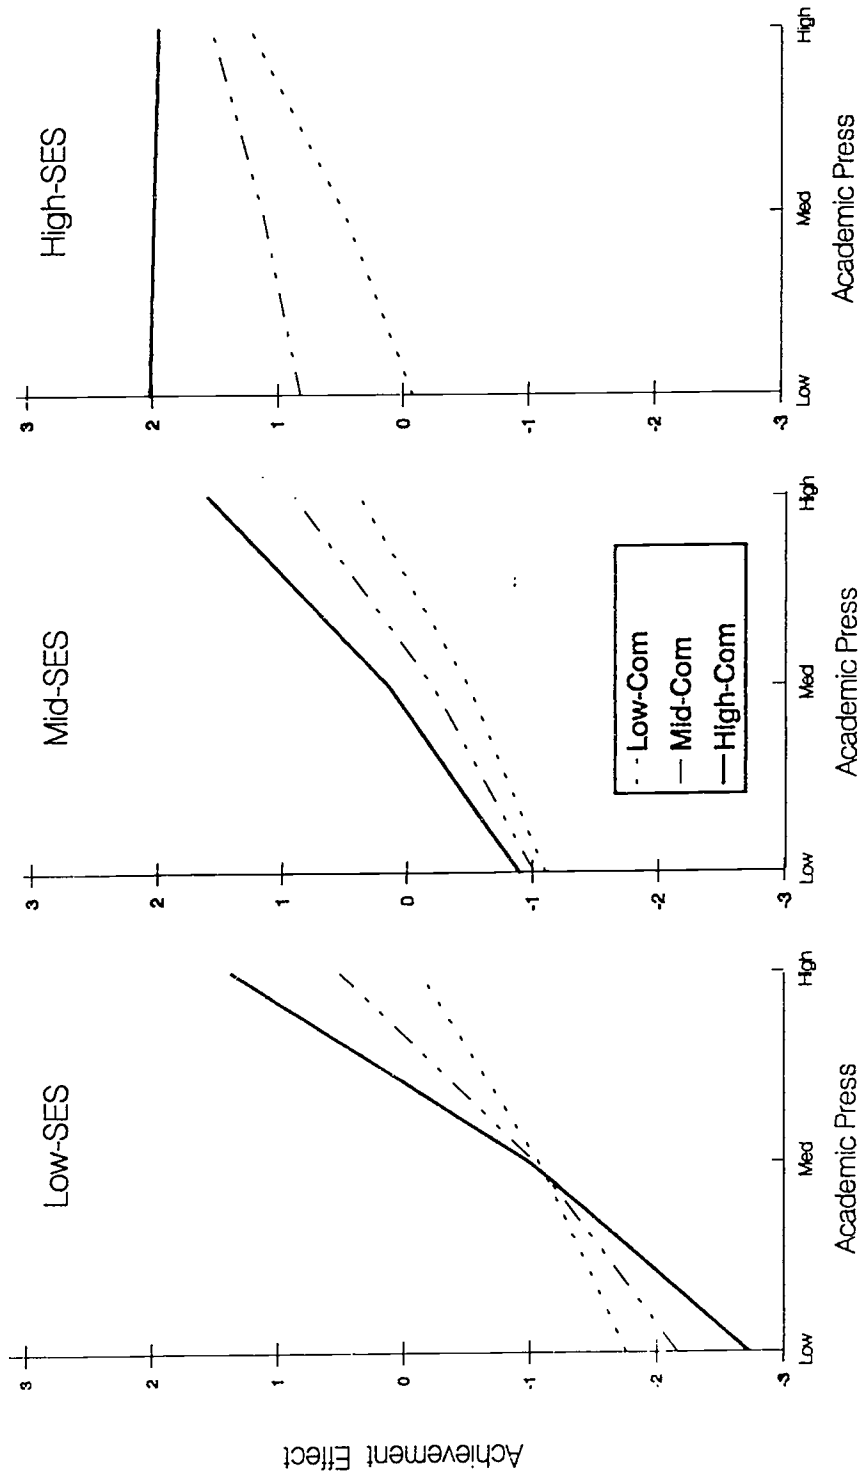 Low-SES
Mid-SES
High-SES
Achievement Effect
3
2
1
0
-1
-2
-3
Low
Med
High
Academic Press
3
2
1
0
-1
-2
-3
Low
Med
High
Academic Press
Low-Com
Mid-Com
High-Com
3
2
1
0
-1
-2
-3
Low
Med
High
Academic Press